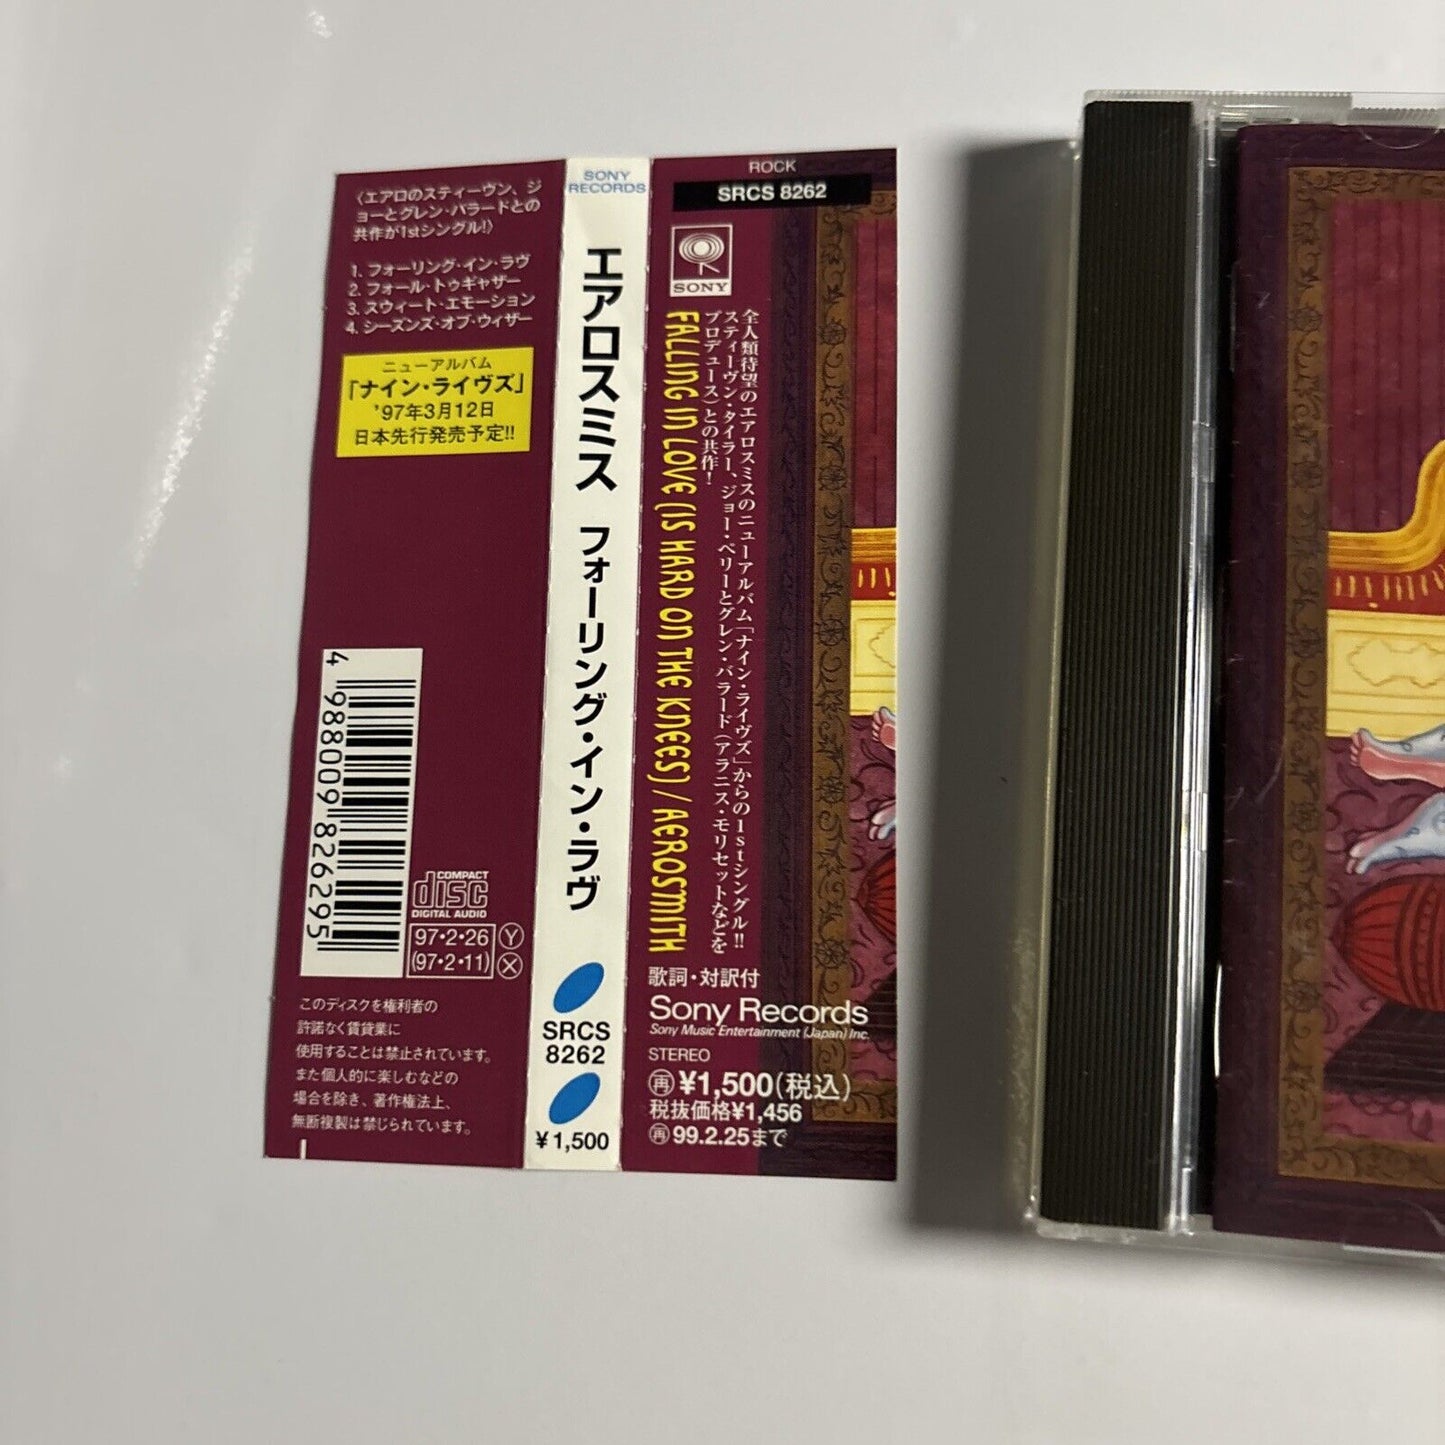 〈エアロのスティーヴン、ジ
ョーとグレン・バラードとの
共作が1stシングル!〉
1. フォーリング・イン・ラヴ
2. フォール・トゥギャザー
3. スウィート・エモーション
4. シーズンズ・オブ・ウィザー
ニューアルバム
「ナイン・ライヴズ」
'97年3月12日
日本先行発売予定!!
4 988009 826295
COMPACT
disc
DIGITAL AUDIO
97・2・26 Y
(97・2・11) X
このディスクを権利者の
許諾なく賃貸業に
使用することは禁止されています。
また個人的に楽しむなどの
場合を除き、著作権法上、
無断複製は禁じられています。
SONY
RECORDS
エアロスミス フォーリング・イン・ラヴ
SRCS
8262
¥1,500
ROCK
SRCS 8262
SONY
全人類待望のエアロスミスのニューアルバム「ナイン・ライヴズ」からの1stシングル!!
スティーヴン・タイラー、ジョー・ペリーとグレン・バラード(アラニス・モリセットなどを
プロデュース)との共作!
FALLING IN LOVE (IS HARD ON THE KNEES) / AEROSMITH
歌詞・対訳付
Sony Records
Sony Music Entertainment (Japan) Inc.
STEREO
再¥1,500(税込)
税抜価格¥1,456
再99.2.25まで